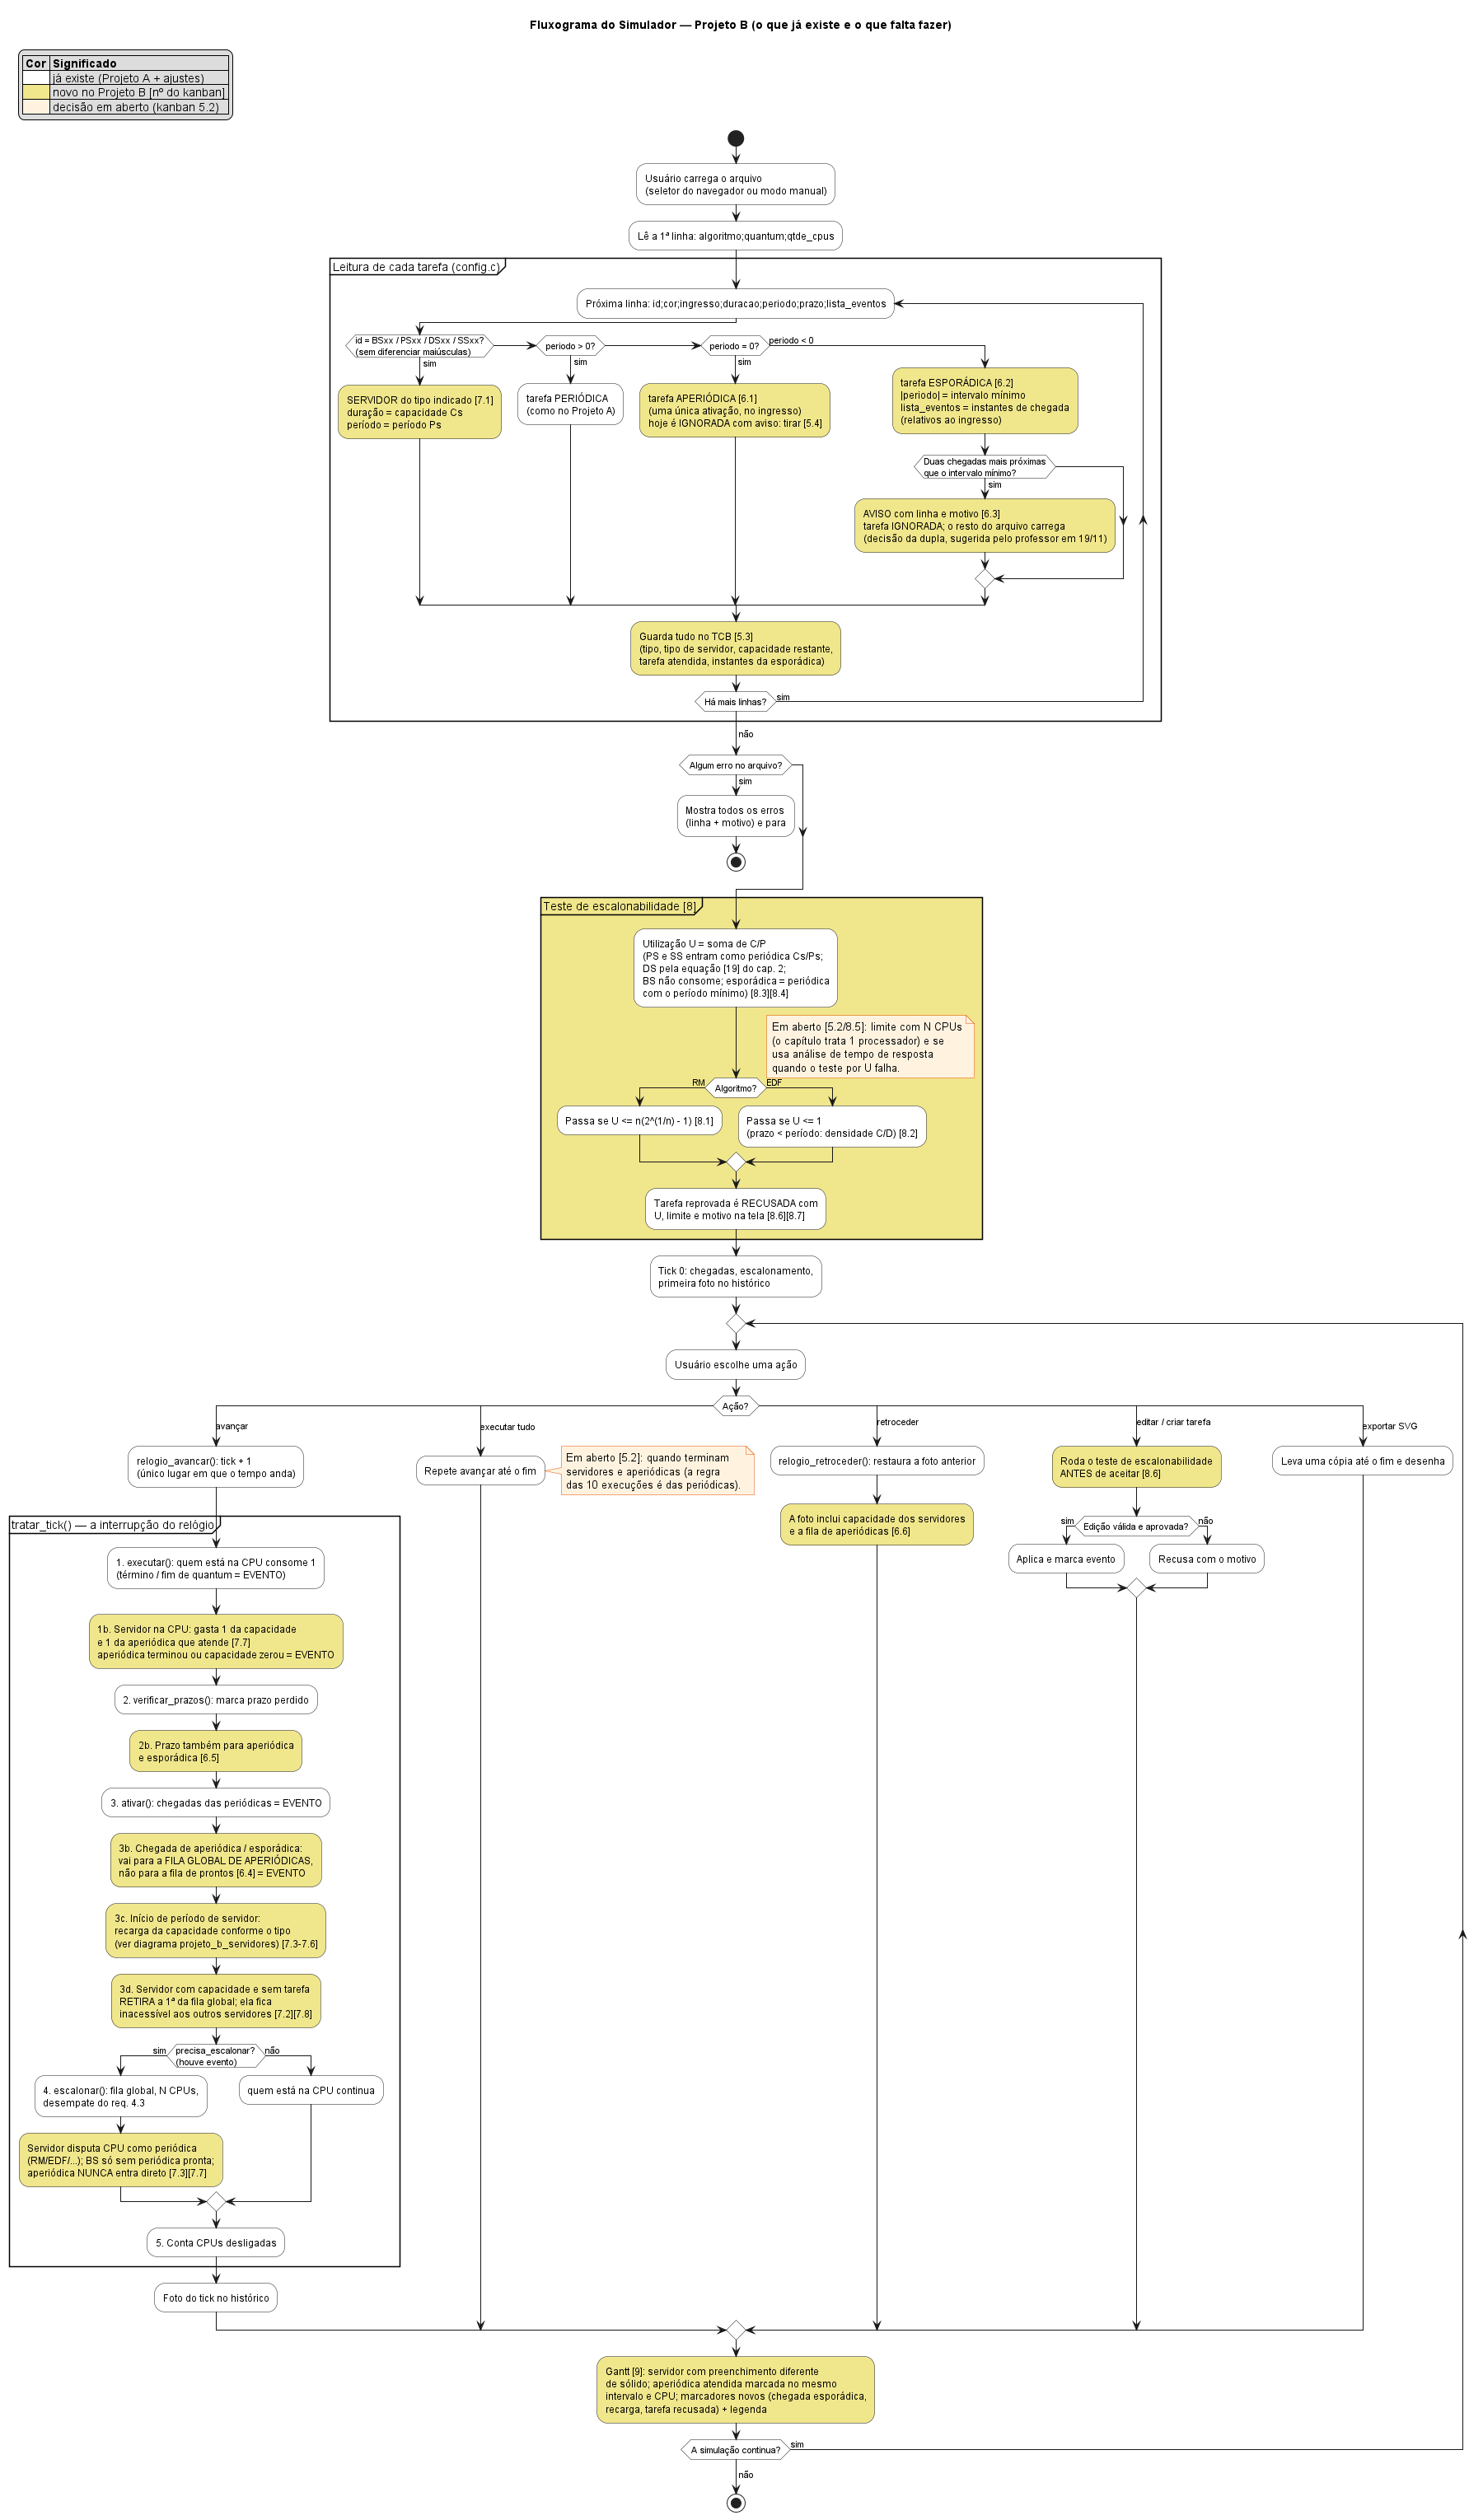 Fluxograma do Simulador — Projeto B (o que já existe e o que falta fazer)
Cor Significado
já existe (Projeto A + ajustes)
novo no Projeto B [nº do kanban]
decisão em aberto (kanban 5.2)
Usuário carrega o arquivo
(seletor do navegador ou modo manual)
Lê a 1ª linha: algoritmo;quantum;qtde_cpus
Leitura de cada tarefa (config.c)
Próxima linha: id;cor;ingresso;duracao;periodo;prazo;lista_eventos
id = BSxx / PSxx / DSxx / SSxx?
(sem diferenciar maiúsculas)
sim
periodo > 0?
sim
periodo = 0?
sim
periodo < 0
SERVIDOR do tipo indicado [7.1]
duração = capacidade Cs
período = período Ps
tarefa PERIÓDICA
(como no Projeto A)
tarefa APERIÓDICA [6.1]
(uma única ativação, no ingresso)
hoje é IGNORADA com aviso: tirar [5.4]
tarefa ESPORÁDICA [6.2]
|periodo| = intervalo mínimo
lista_eventos = instantes de chegada
(relativos ao ingresso)
Duas chegadas mais próximas
que o intervalo mínimo?
sim
AVISO com linha e motivo [6.3]
tarefa IGNORADA; o resto do arquivo carrega
(decisão da dupla, sugerida pelo professor em 19/11)
Guarda tudo no TCB [5.3]
(tipo, tipo de servidor, capacidade restante,
tarefa atendida, instantes da esporádica)
Há mais linhas?
sim
não
Algum erro no arquivo?
sim
Mostra todos os erros
(linha + motivo) e para
Teste de escalonabilidade [8]
Utilização U = soma de C/P
(PS e SS entram como periódica Cs/Ps;
DS pela equação [19] do cap. 2;
BS não consome; esporádica = periódica
com o período mínimo) [8.3][8.4]
Em aberto [5.2/8.5]: limite com N CPUs
(o capítulo trata 1 processador) e se
usa análise de tempo de resposta
quando o teste por U falha.
RM
Algoritmo?
EDF
Passa se U <= n(2^(1/n) - 1) [8.1]
Passa se U <= 1
(prazo < período: densidade C/D) [8.2]
Tarefa reprovada é RECUSADA com
U, limite e motivo na tela [8.6][8.7]
Tick 0: chegadas, escalonamento,
primeira foto no histórico
Usuário escolhe uma ação
Ação?
avançar
executar tudo
retroceder
editar / criar tarefa
exportar SVG
relogio_avancar(): tick + 1
(único lugar em que o tempo anda)
Repete avançar até o fim
Em aberto [5.2]: quando terminam
servidores e aperiódicas (a regra
das 10 execuções é das periódicas).
relogio_retroceder(): restaura a foto anterior
A foto inclui capacidade dos servidores
e a fila de aperiódicas [6.6]
Roda o teste de escalonabilidade
ANTES de aceitar [8.6]
sim
Edição válida e aprovada?
não
Aplica e marca evento
Recusa com o motivo
Leva uma cópia até o fim e desenha
tratar_tick() — a interrupção do relógio
1. executar(): quem está na CPU consome 1
(término / fim de quantum = EVENTO)
1b. Servidor na CPU: gasta 1 da capacidade
e 1 da aperiódica que atende [7.7]
aperiódica terminou ou capacidade zerou = EVENTO
2. verificar_prazos(): marca prazo perdido
2b. Prazo também para aperiódica
e esporádica [6.5]
3. ativar(): chegadas das periódicas = EVENTO
3b. Chegada de aperiódica / esporádica:
vai para a FILA GLOBAL DE APERIÓDICAS,
não para a fila de prontos [6.4] = EVENTO
3c. Início de período de servidor:
recarga da capacidade conforme o tipo
(ver diagrama projeto_b_servidores) [7.3-7.6]
3d. Servidor com capacidade e sem tarefa
RETIRA a 1ª da fila global; ela fica
inacessível aos outros servidores [7.2][7.8]
sim
precisa_escalonar?
(houve evento)
não
4. escalonar(): fila global, N CPUs,
desempate do req. 4.3
quem está na CPU continua
Servidor disputa CPU como periódica
(RM/EDF/...); BS só sem periódica pronta;
aperiódica NUNCA entra direto [7.3][7.7]
5. Conta CPUs desligadas
Foto do tick no histórico
Gantt [9]: servidor com preenchimento diferente
de sólido; aperiódica atendida marcada no mesmo
intervalo e CPU; marcadores novos (chegada esporádica,
recarga, tarefa recusada) + legenda
A simulação continua?
sim
não